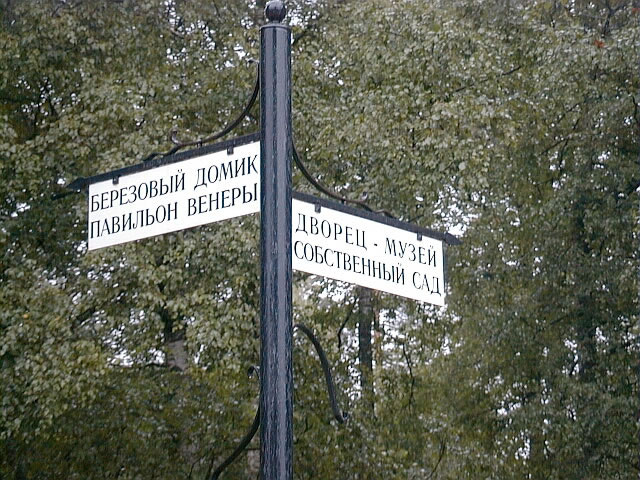 БЕРЕЗОВЫЙ ДОМИК
ПАВИЛЬОН ВЕНЕРЫ
ДВОРЕЦ - МУЗЕЙ
СОБСТВЕННЫЙ САД